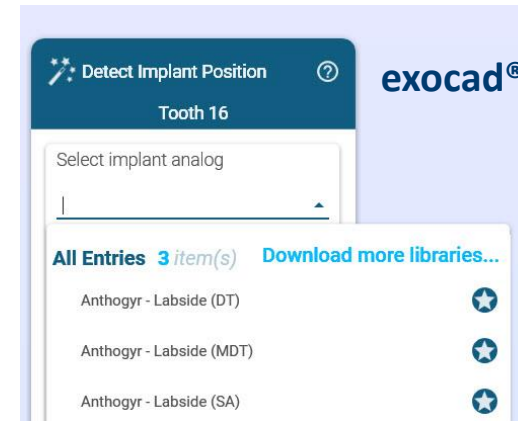 Detect Implant Position
exocad®
Tooth 16
Select implant analog
All Entries 3 item(s) Download more libraries...
Anthogyr - Labside (DT)
Anthogyr - Labside (MDT)
Anthogyr - Labside (SA)